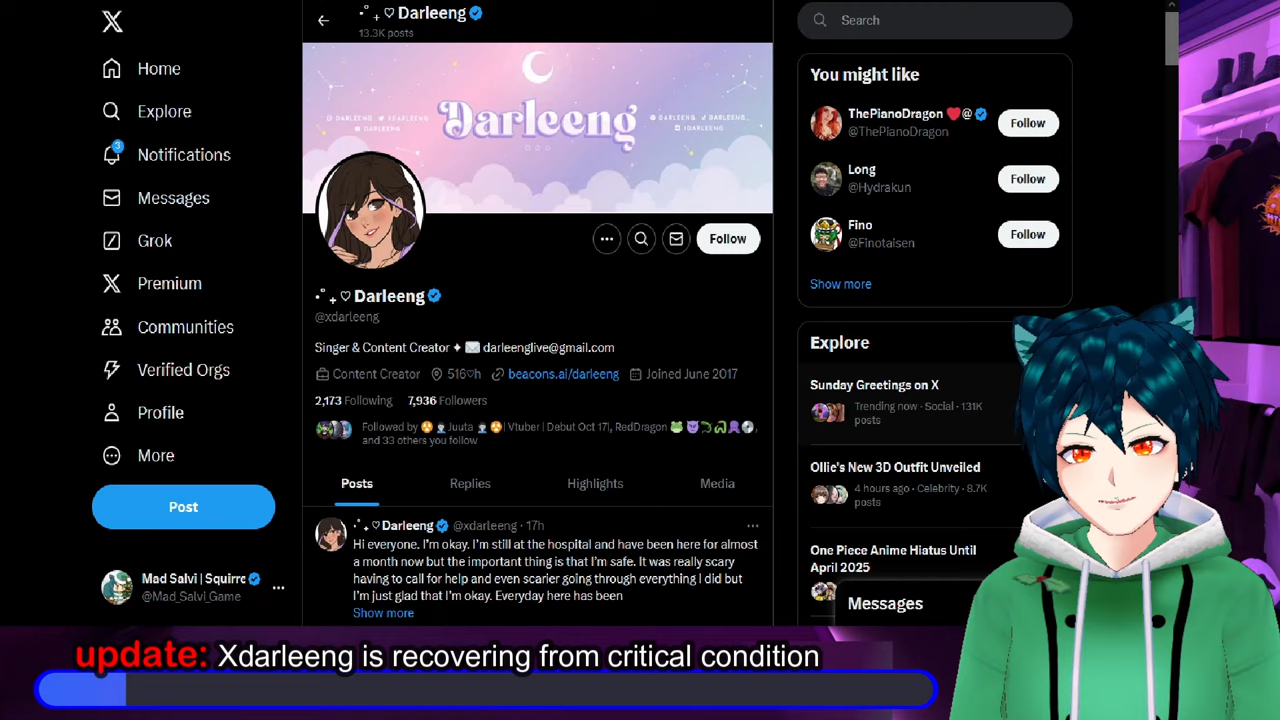 Home
Explore
3
Notifications
Messages
Grok
Premium
Communities
Verified Orgs
Profile
More
Post
Mad Salvi | Squirre
@Mad_Salvi_Game
Darleeng
13.3K posts
Darleeng
Follow
Darleeng
@xdarleeng
Singer & Content Creator ✦ ✉️ darleenglive@gmail.com
Content Creator 516♡h beacons.ai/darleeng Joined June 2017
2,173 Following 7,936 Followers
Followed by Juuta | Vtuber | Debut Oct 17|, RedDragon
and 33 others you follow
Posts Replies Highlights Media
Darleeng @xdarleeng · 17h
Hi everyone. I'm okay. I'm still at the hospital and have been here for almost
a month now but the important thing is that I'm safe. It was really scary
having to call for help and even scarier going through everything I did but
I'm just glad that I'm okay. Everyday here has been
Show more
Search
You might like
ThePianoDragon ❤️@
@ThePianoDragon
Follow
Long
@Hydrakun
Follow
Fino
@Finotaisen
Follow
Show more
Explore
Sunday Greetings on X
Trending now · Social · 131K
posts
Ollie's New 3D Outfit Unveiled
4 hours ago · Celebrity · 8.7K
posts
One Piece Anime Hiatus Until
April 2025
Messages
update: Xdarleeng is recovering from critical condition